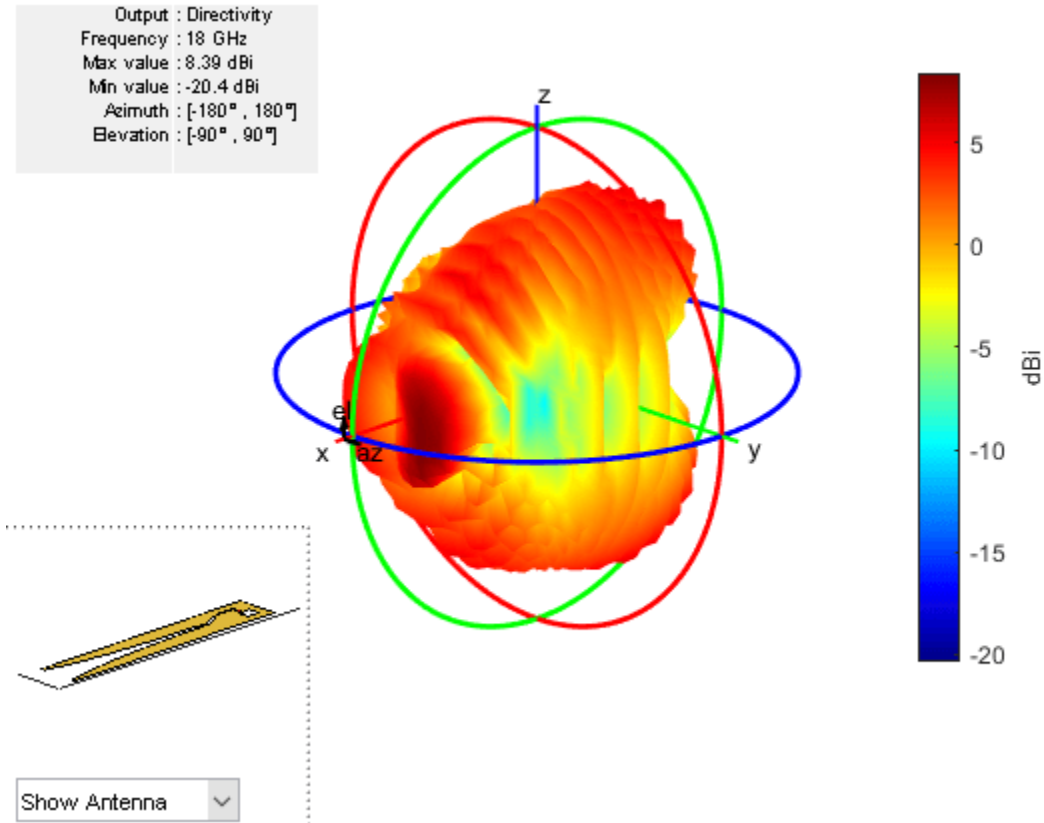 Output : Directivity
Frequency : 18 GHz
Max value : 8.39 dBi
Min value : -20.4 dBi
Azimuth : [-180° , 180°]
Elevation : [-90° , 90°]
z
el
x
az
y
5
0
-5
-10
-15
-20
dBi
Show Antenna